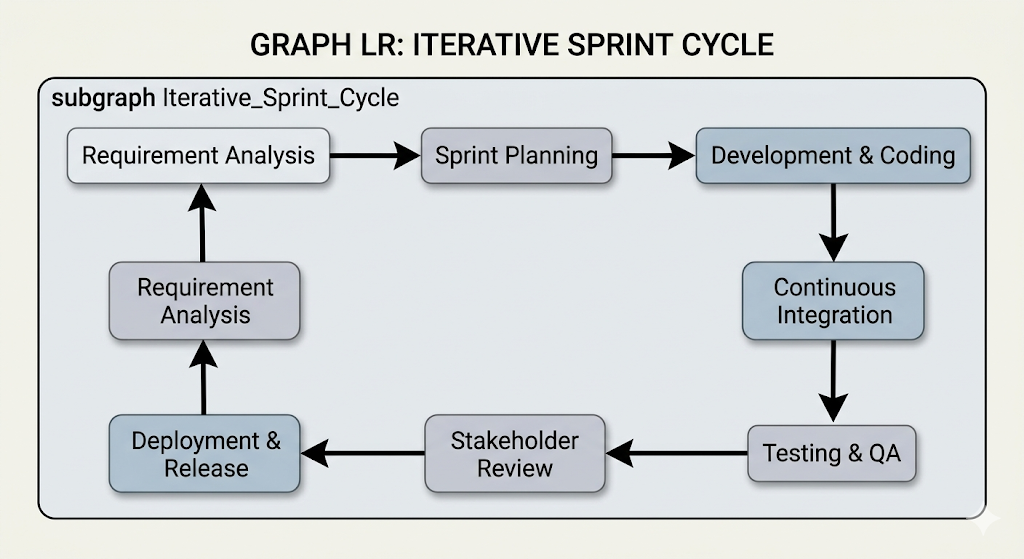 GRAPH LR: ITERATIVE SPRINT CYCLE
subgraph Iterative_Sprint_Cycle
Requirement Analysis
Sprint Planning
Development & Coding
Requirement
Analysis
Continuous
Integration
Deployment &
Release
Stakeholder
Review
Testing & QA